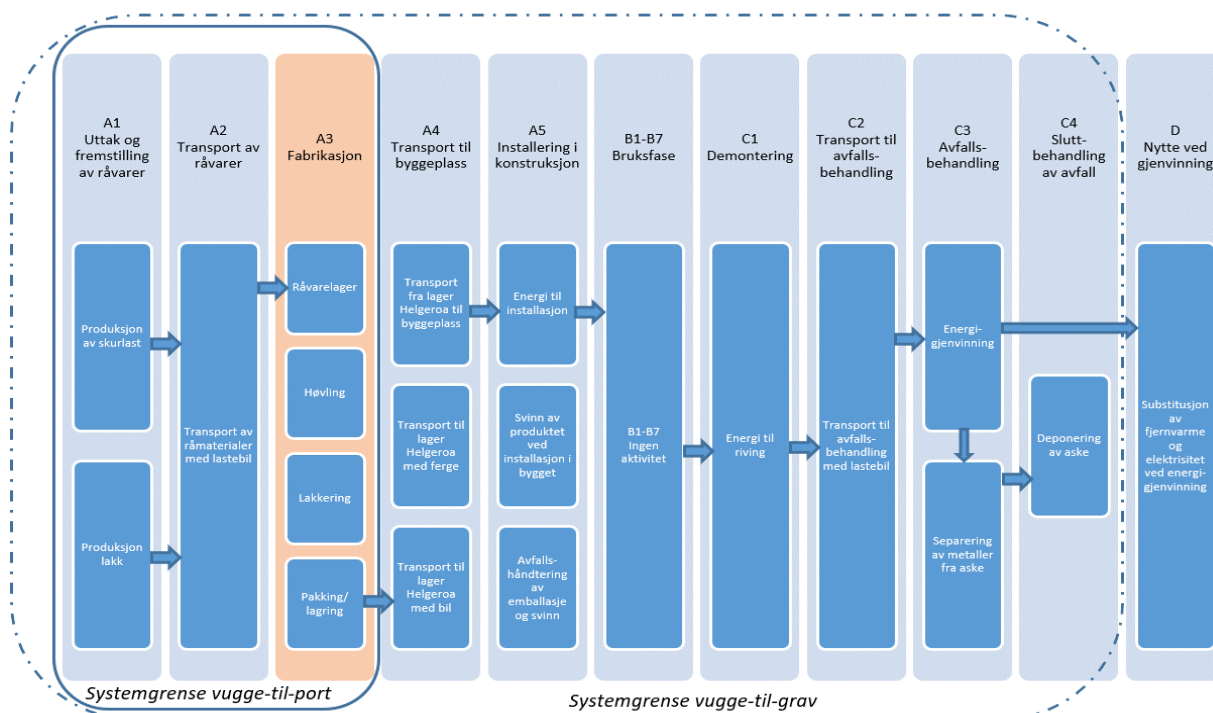 A1
Uttak og
fremstilling
av råvarer
A2
Transport av
råvarer
A3
Fabrikasjon
A4
Transport til
byggeplass
A5
Installering i
konstruksjon
B1-B7
Bruksfase
C1
Demontering
C2
Transport til
avfalls-
behandling
C3
Avfalls-
behandling
C4
Slutt-
behandling
av avfall
D
Nytte ved
gjenvinning
Produksjon
av skurlast
Produksjon
lakk
Transport av
råmaterialer
med lastebil
Råvarelager
Høvling
Lakkering
Pakking/
lagring
Transport
fra lager
Helgeroa til
byggeplass
Transport til
lager
Helgeroa
med ferge
Transport til
lager
Helgeroa
med bil
Energi til
installasjon
Svinn av
produktet ved
installasjon i
bygget
Avfalls-
håndtering
av
emballasje
og svinn
B1-B7
Ingen
aktivitet
Energi til
riving
Transport til
avfalls-
behandling
med lastebil
Energi-
gjenvinning
Separering
av metaller
fra aske
Deponering
av aske
Substitusjon
av
fjernvarme
og
elektrisitet
ved energi-
gjenvinning
Systemgrense vugge-til-port
Systemgrense vugge-til-grav